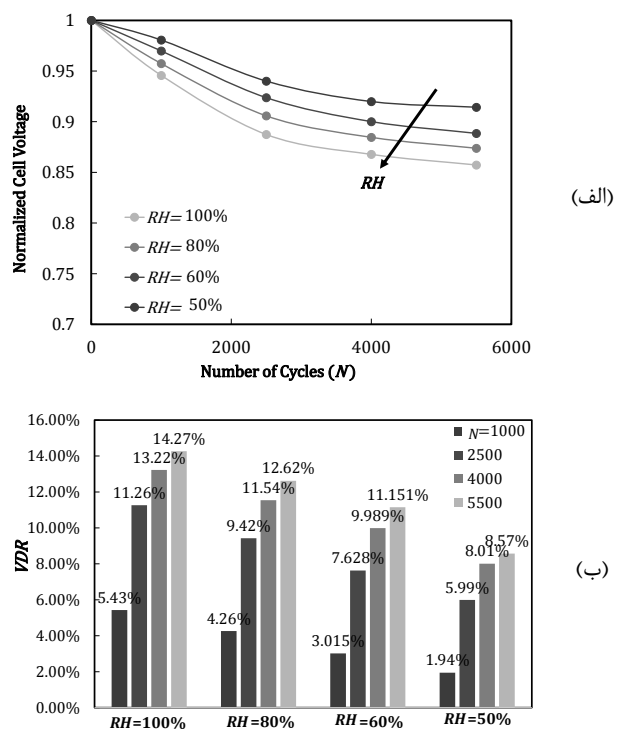 1
0.95
0.9
0.85
0.8
0.75
0.7
Normalized Cell Voltage
RH
RH= 100%
RH= 80%
RH= 60%
RH= 50%
0 2000 4000 6000
Number of Cycles (N)
(الف)
16.00%
14.00%
12.00%
10.00%
8.00%
6.00%
4.00%
2.00%
0.00%
VDR
N=1000
2500
4000
5500
5.43% 11.26% 13.22% 14.27%
4.26% 9.42% 11.54% 12.62%
3.015% 7.628% 9.989% 11.151%
1.94% 5.99% 8.01% 8.57%
RH=100% RH=80% RH=60% RH=50%
(ب)